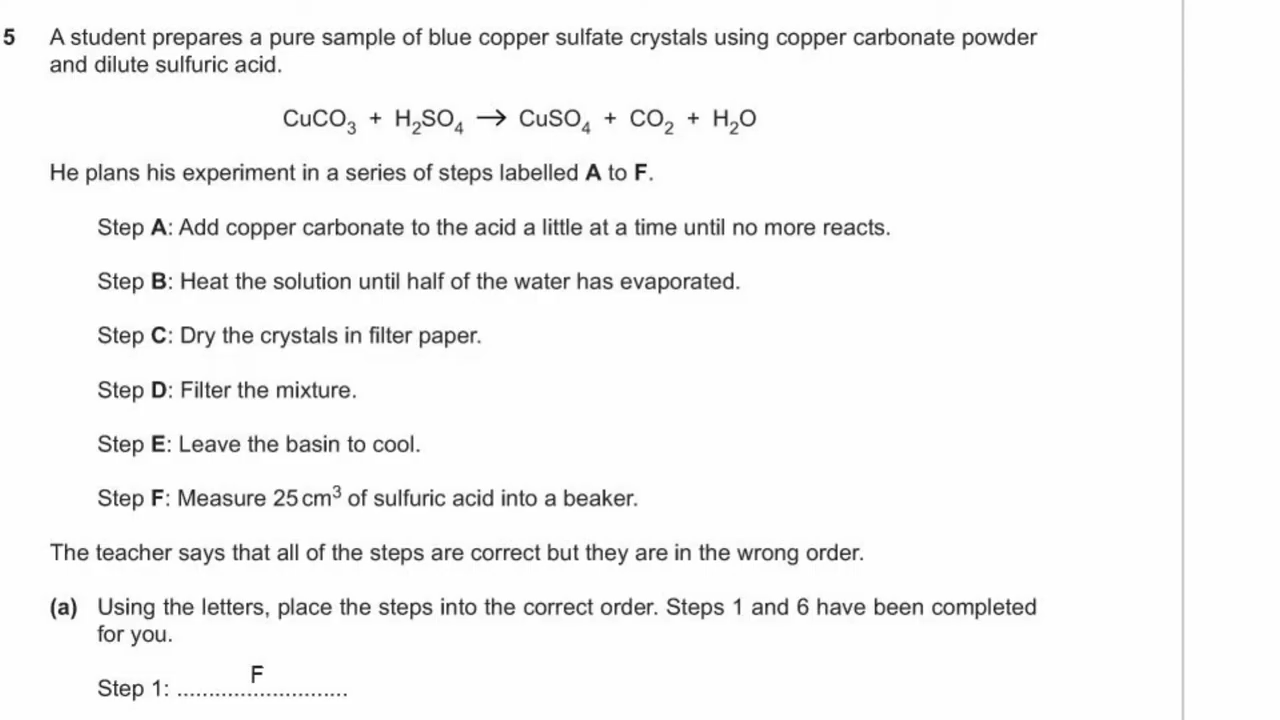 5 A student prepares a pure sample of blue copper sulfate crystals using copper carbonate powder
and dilute sulfuric acid.
CuCO₃ + H₂SO₄ → CuSO₄ + CO₂ + H₂O
He plans his experiment in a series of steps labelled A to F.
Step A: Add copper carbonate to the acid a little at a time until no more reacts.
Step B: Heat the solution until half of the water has evaporated.
Step C: Dry the crystals in filter paper.
Step D: Filter the mixture.
Step E: Leave the basin to cool.
Step F: Measure 25 cm³ of sulfuric acid into a beaker.
The teacher says that all of the steps are correct but they are in the wrong order.
(a) Using the letters, place the steps into the correct order. Steps 1 and 6 have been completed
for you.
Step 1: ...........F...............